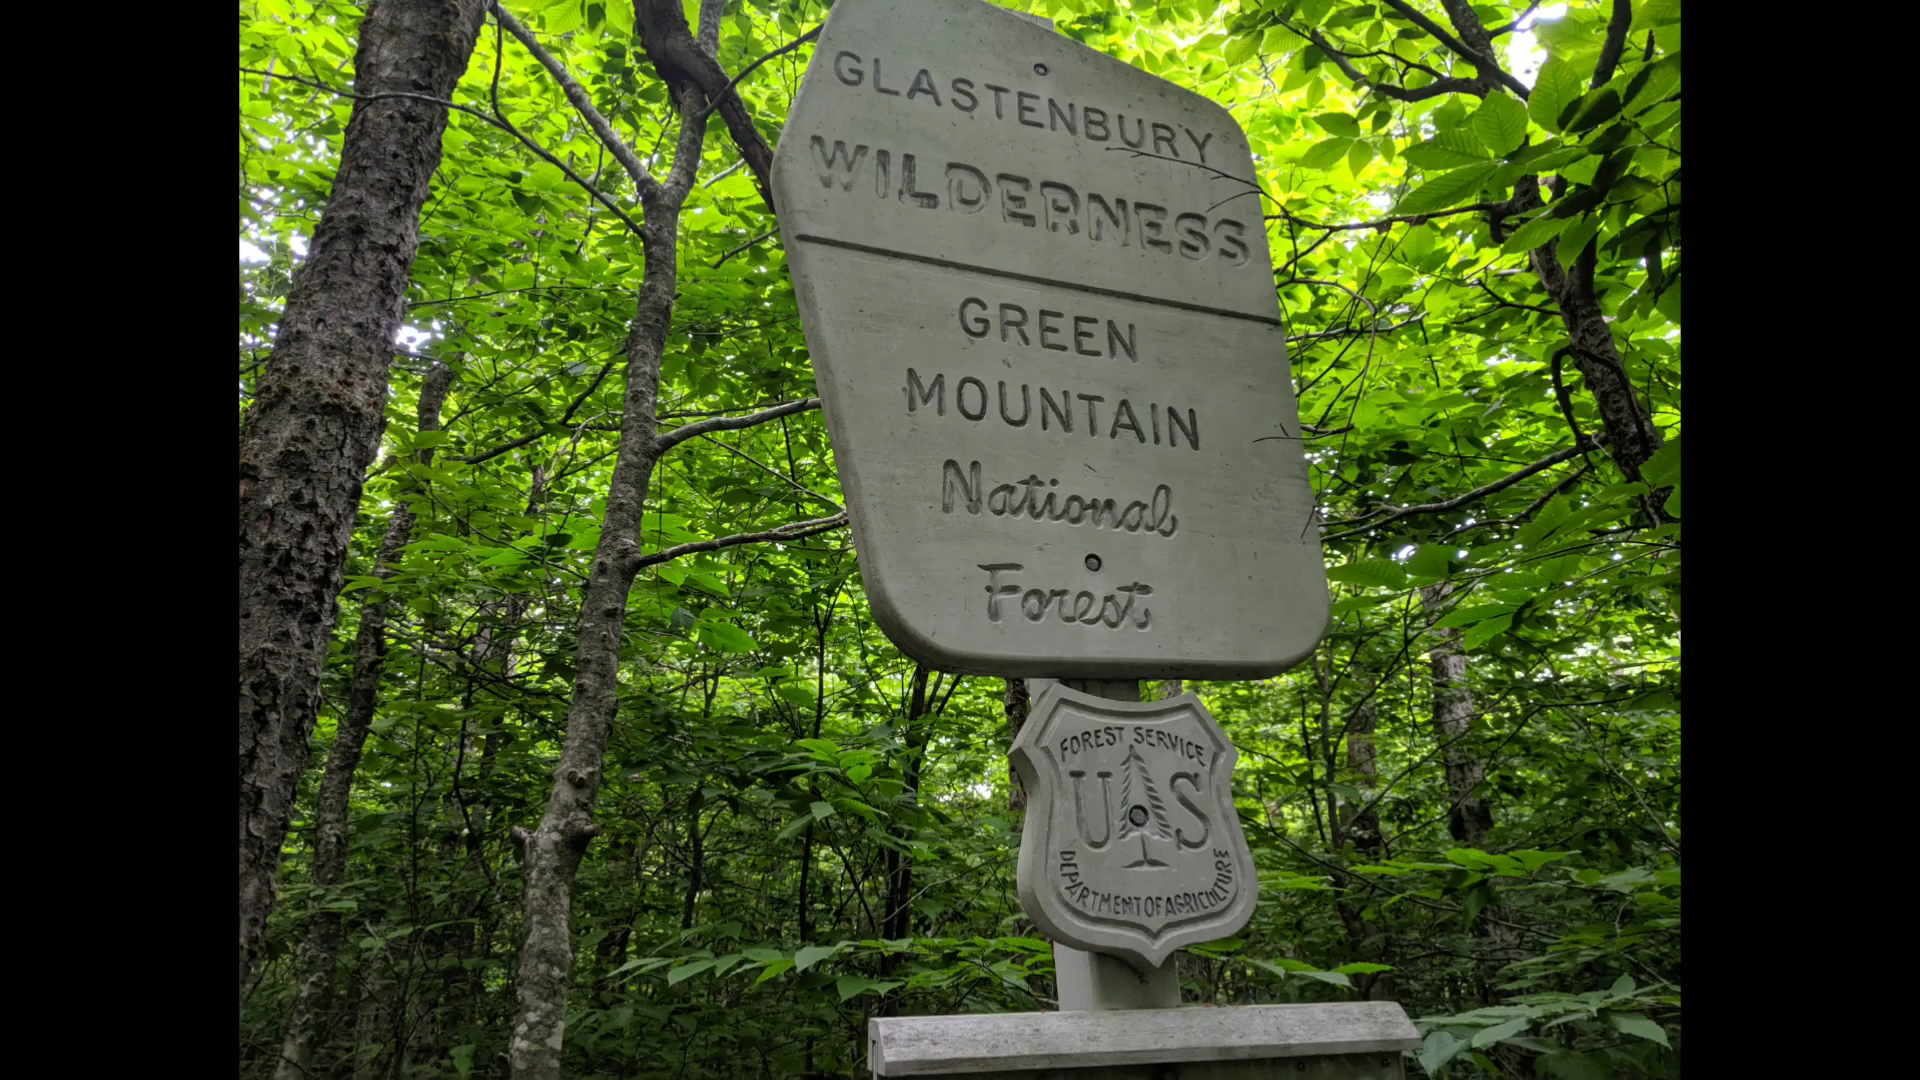 GLASTENBURY
WILDERNESS
GREEN
MOUNTAIN
National
Forest
FOREST SERVICE
U S
DEPARTMENT OF AGRICULTURE